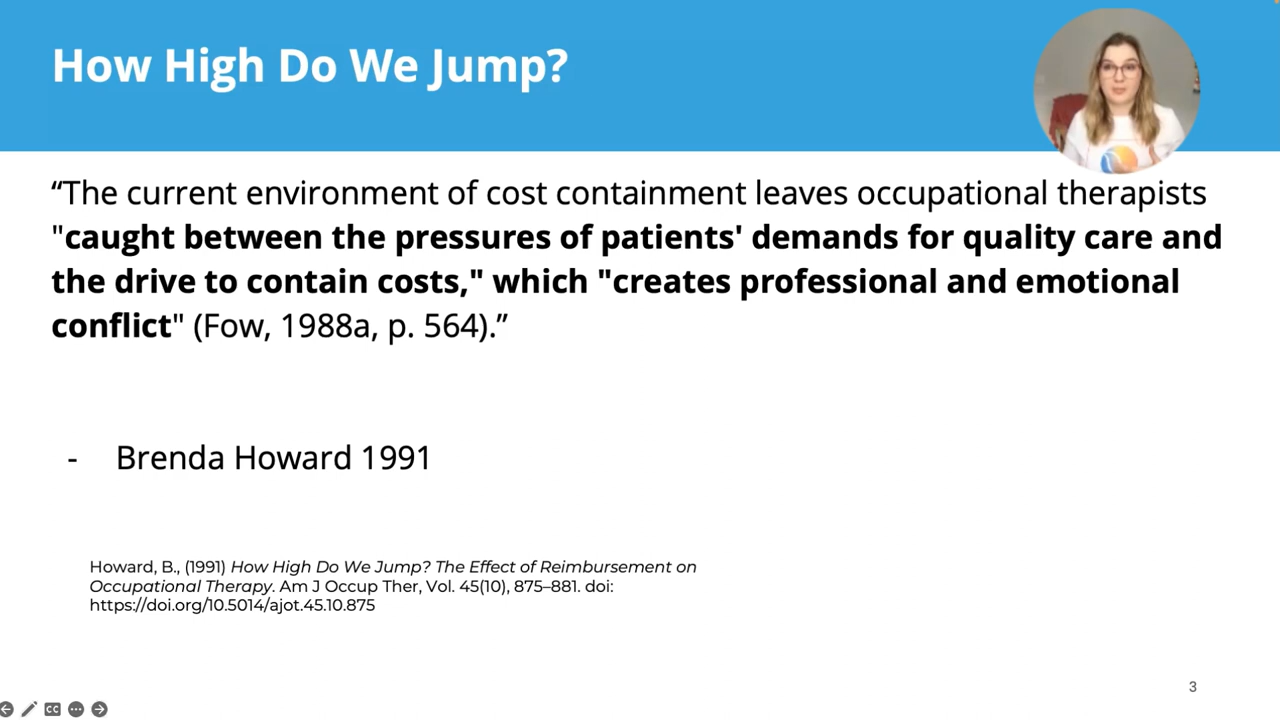 How High Do We Jump?
“The current environment of cost containment leaves occupational therapists
"caught between the pressures of patients' demands for quality care and
the drive to contain costs," which "creates professional and emotional
conflict" (Fow, 1988a, p. 564).”
- Brenda Howard 1991
Howard, B., (1991) How High Do We Jump? The Effect of Reimbursement on
Occupational Therapy. Am J Occup Ther, Vol. 45(10), 875–881. doi:
https://doi.org/10.5014/ajot.45.10.875
3
CC